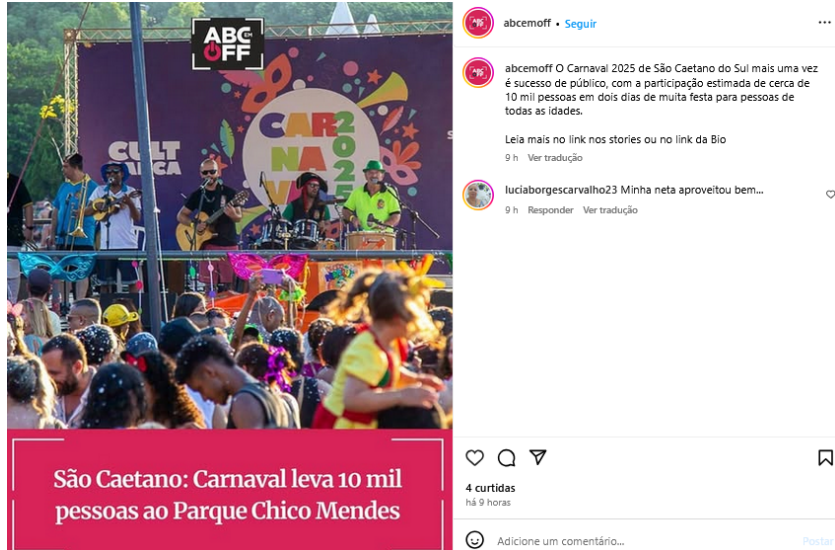 ABC EM
OFF
CAR
NA
VAL
2025
São Caetano: Carnaval leva 10 mil
pessoas ao Parque Chico Mendes
abcemoff • Seguir
abcemoff O Carnaval 2025 de São Caetano do Sul mais uma vez
é sucesso de público, com a participação estimada de cerca de
10 mil pessoas em dois dias de muita festa para pessoas de
todas as idades.
Leia mais no link nos stories ou no link da Bio
9 h Ver tradução
luciaborgescarvalho23 Minha neta aproveitou bem...
9 h Responder Ver tradução
4 curtidas
há 9 horas
Adicione um comentário...
Postar